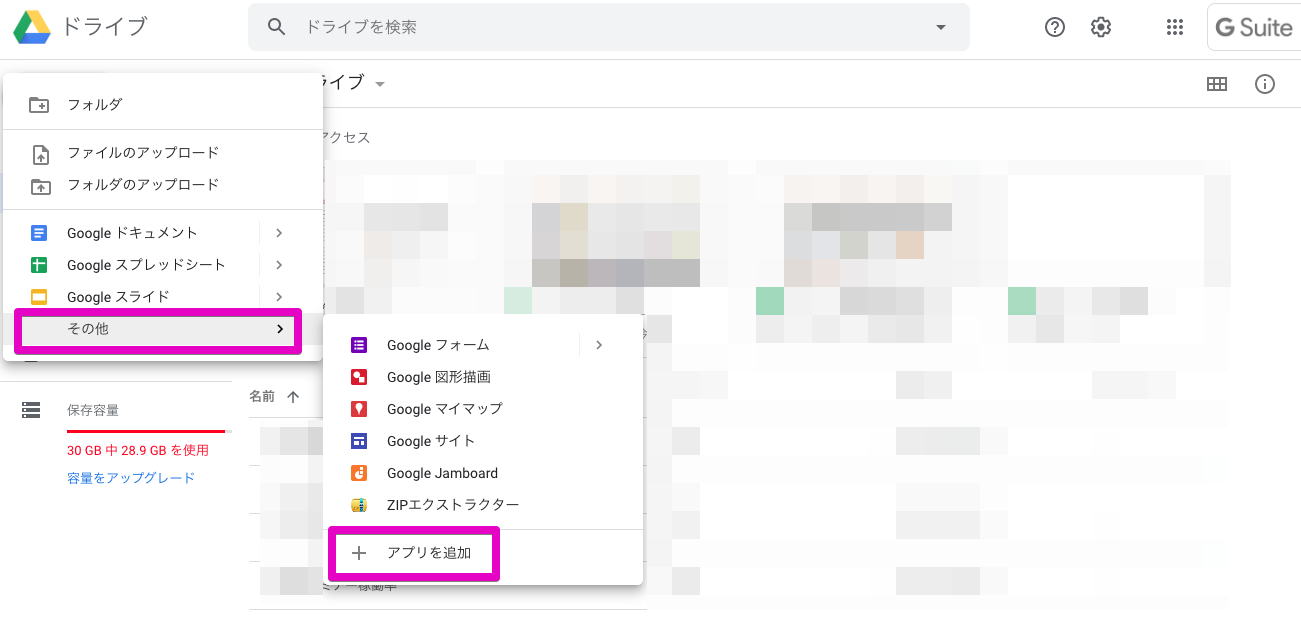 ドライブ
ドライブを検索
G Suite
フォルダ
ライブ
ファイルのアップロード
アクセス
フォルダのアップロード
Google ドキュメント
Google スプレッドシート
Google スライド
その他
Google フォーム
Google 図形描画
名前
Google マイマップ
保存容量
Google サイト
30 GB 中 28.9 GB を使用
Google Jamboard
容量をアップグレード
ZIPエクストラクター
アプリを追加